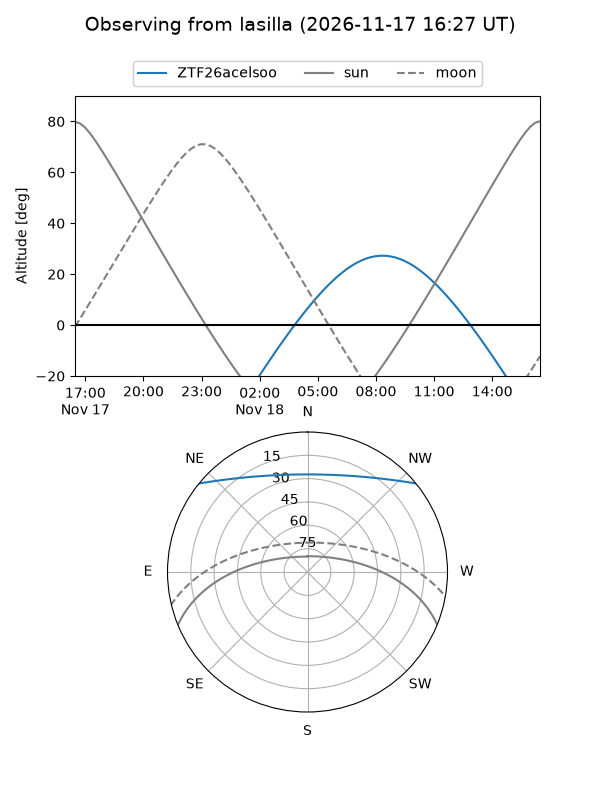 Observing from lasilla (2026-11-17 16:27 UT)
ZTF26acelsoo sun moon
Altitude [deg]
80
60
40
20
0
−20
17:00 20:00 23:00 02:00 05:00 08:00 11:00 14:00
Nov 17 Nov 18
N
NE NW
15
30
45
60
75
E W
SE SW
S